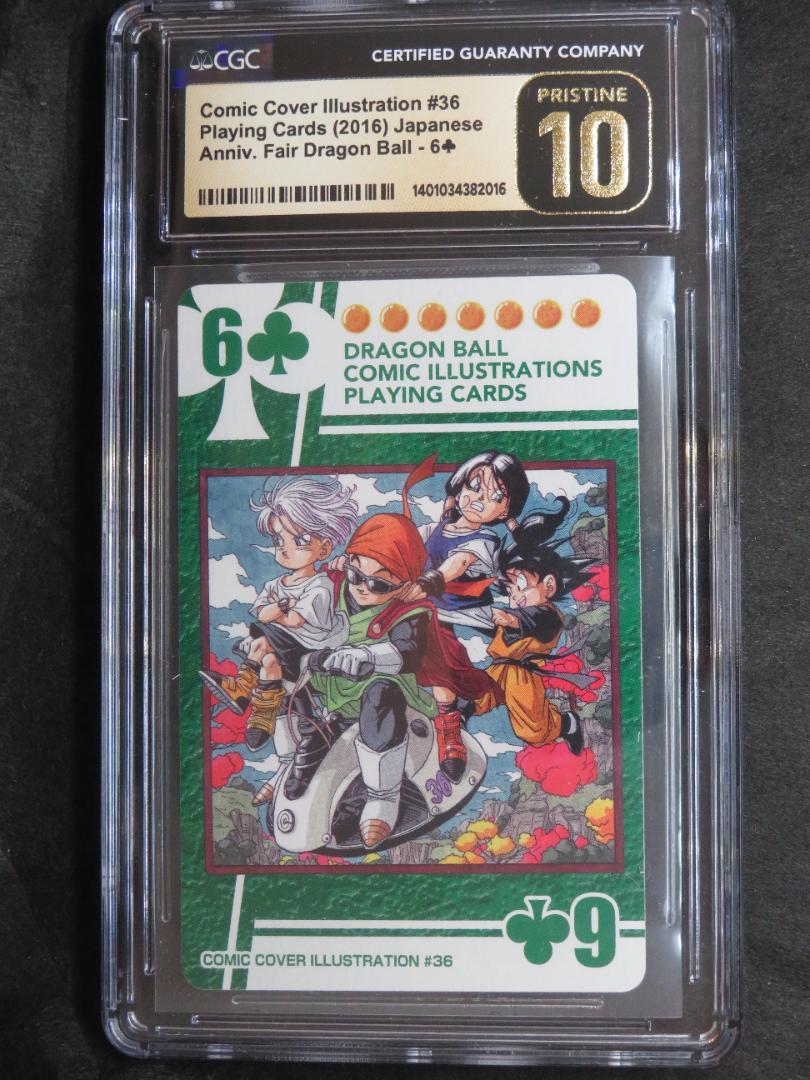 CGC
CERTIFIED GUARANTY COMPANY
Comic Cover Illustration #36
Playing Cards (2016) Japanese
Anniv. Fair Dragon Ball - 6♣
1401034382016
PRISTINE
10
6♣
DRAGON BALL
COMIC ILLUSTRATIONS
PLAYING CARDS
36
©
♣6
COMIC COVER ILLUSTRATION #36